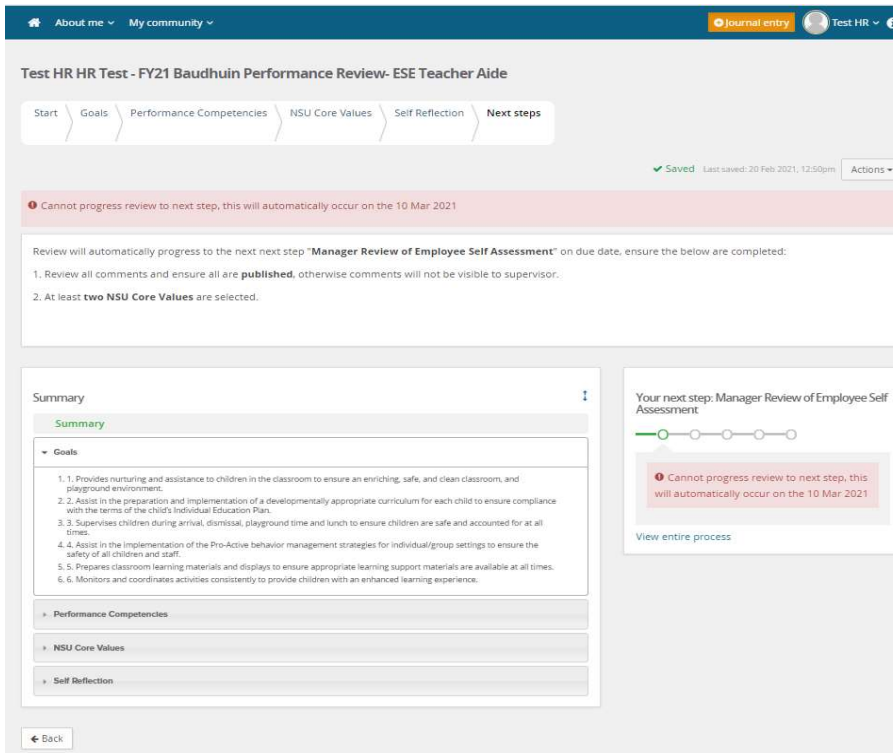 About me My community Journal entry Test HR
Test HR HR Test - FY21 Baudhuin Performance Review- ESE Teacher Aide
Start Goals Performance Competencies NSU Core Values Self Reflection Next steps
Saved Last saved: 20 Feb 2021, 12:50pm Actions
Cannot progress review to next step, this will automatically occur on the 10 Mar 2021
Review will automatically progress to the next next step "Manager Review of Employee Self Assessment" on due date, ensure the below are completed:
1. Review all comments and ensure all are published, otherwise comments will not be visible to supervisor.
2. At least two NSU Core Values are selected.
Summary
Summary
Goals
1. 1. Provides nurturing and assistance to children in the classroom to ensure an enriching, safe, and clean classroom, and
playground environment.
2. 2. Assist in the preparation and implementation of a developmentally appropriate curriculum for each child to ensure compliance
with the terms of the child's Individual Education Plan.
3. 3. Supervises children during arrival, dismissal, playground time and lunch to ensure children are safe and accounted for at all
times.
4. 4. Assist in the implementation of the Pro-Active behavior management strategies for individual/group settings to ensure the
safety of all children and staff.
5. 5. Prepares classroom learning materials and displays to ensure appropriate learning support materials are available at all times.
6. 6. Monitors and coordinates activities consistently to provide children with an enhanced learning experience.
Performance Competencies
NSU Core Values
Self Reflection
Your next step: Manager Review of Employee Self
Assessment
Cannot progress review to next step, this
will automatically occur on the 10 Mar 2021
View entire process
Back